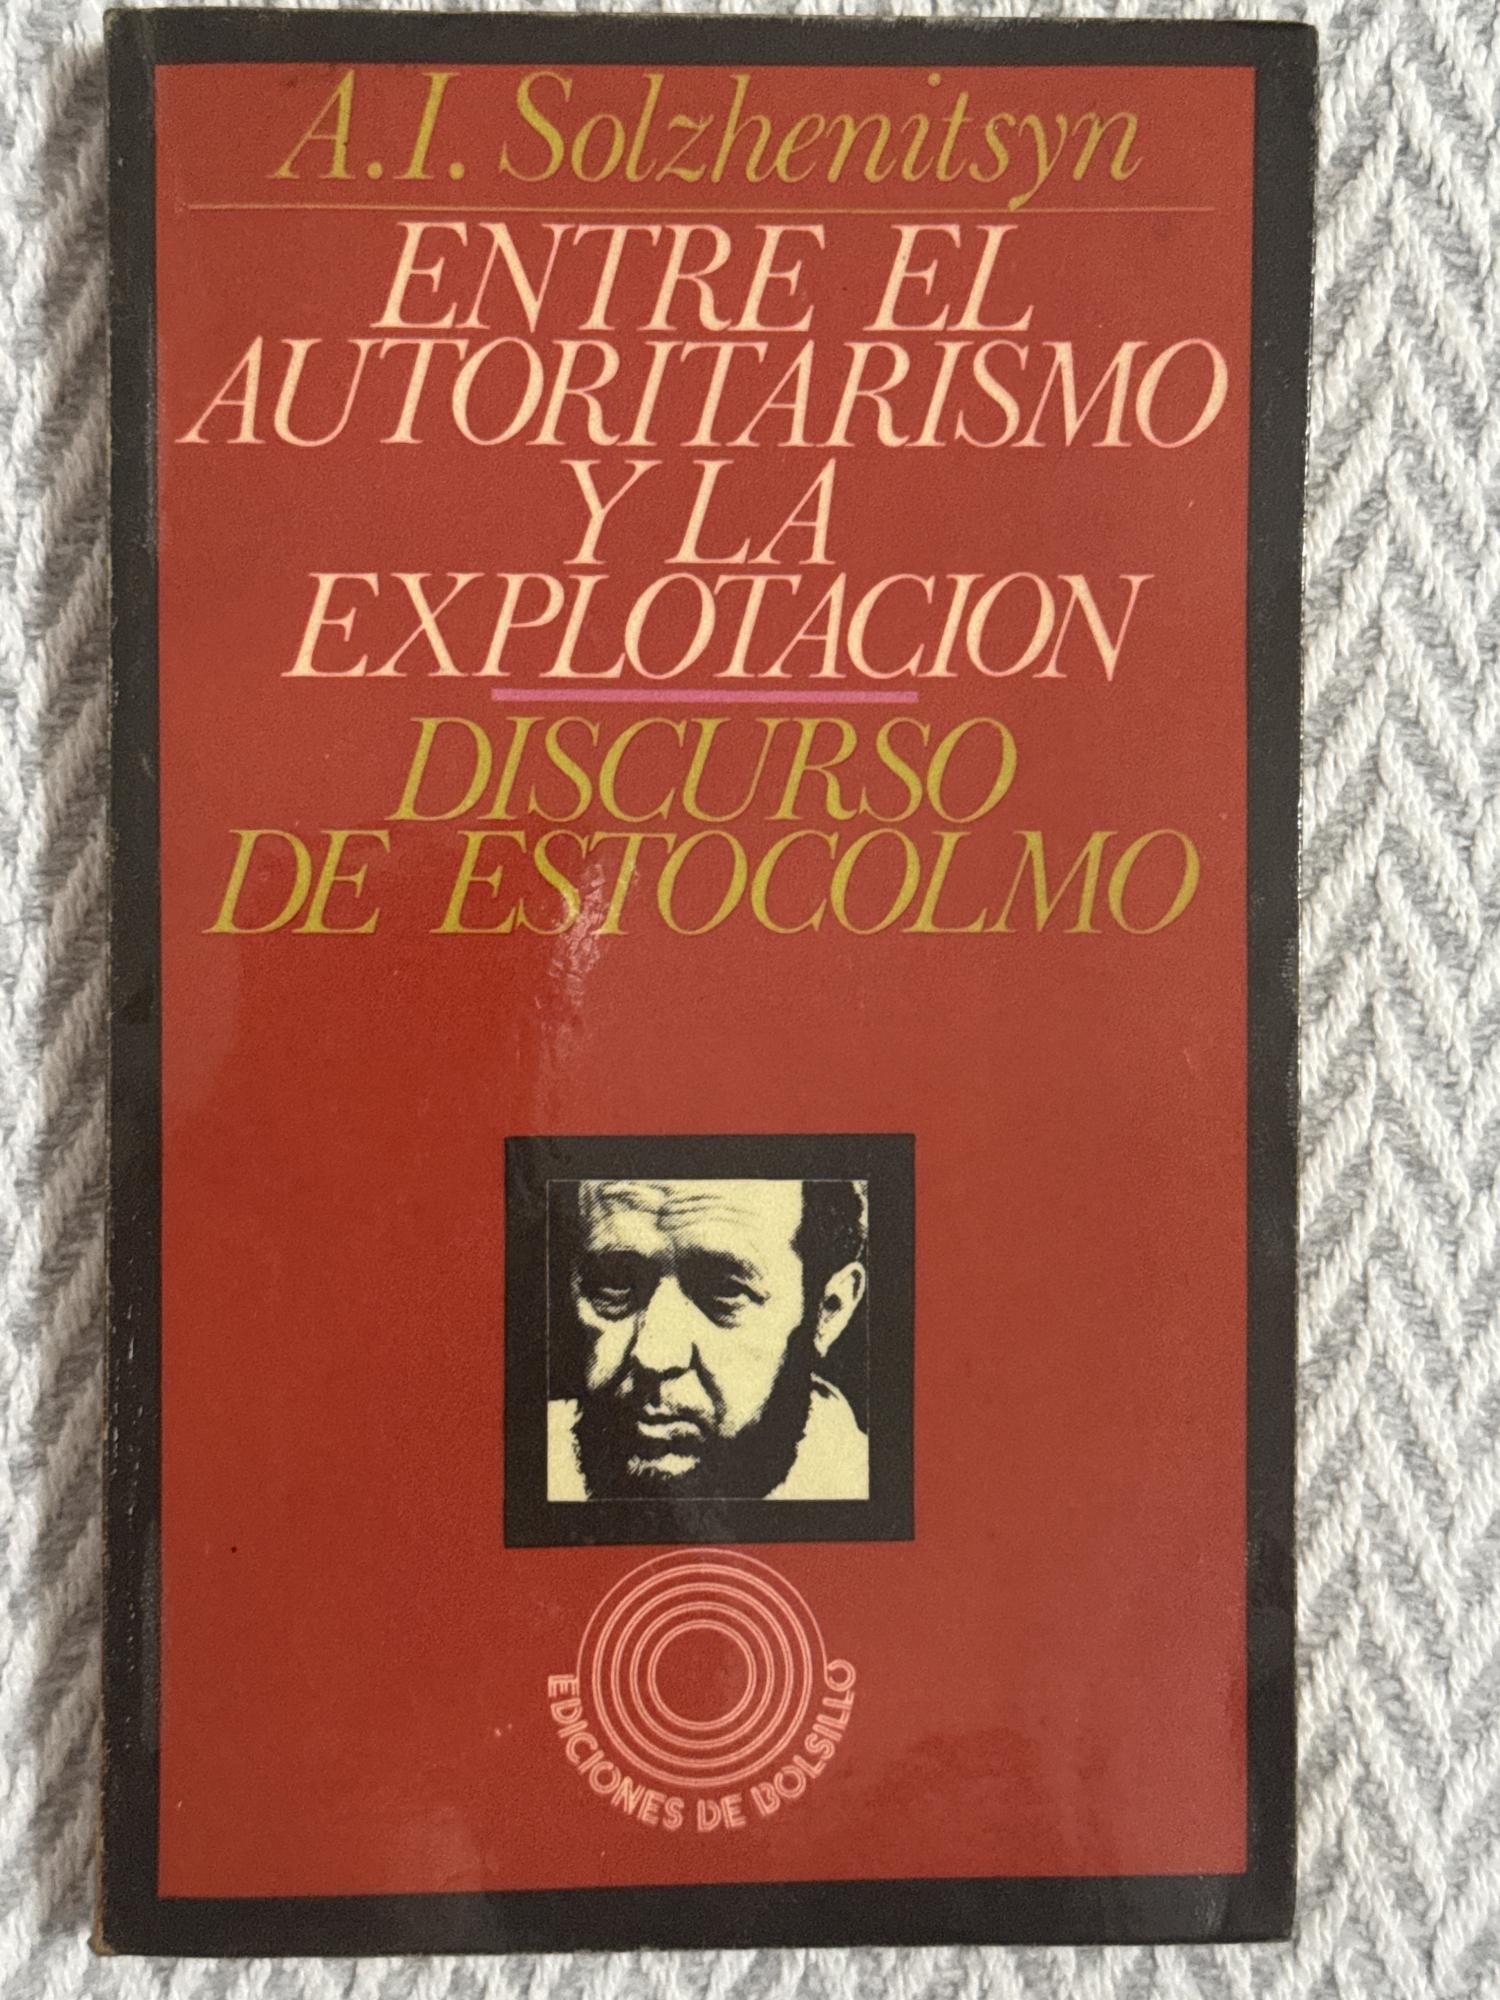 A.I. Solzhenitsyn
ENTRE EL
AUTORITARISMO
Y LA
EXPLOTACION
DISCURSO
DE ESTOCOLMO
EDICIONES DE BOLSILLO